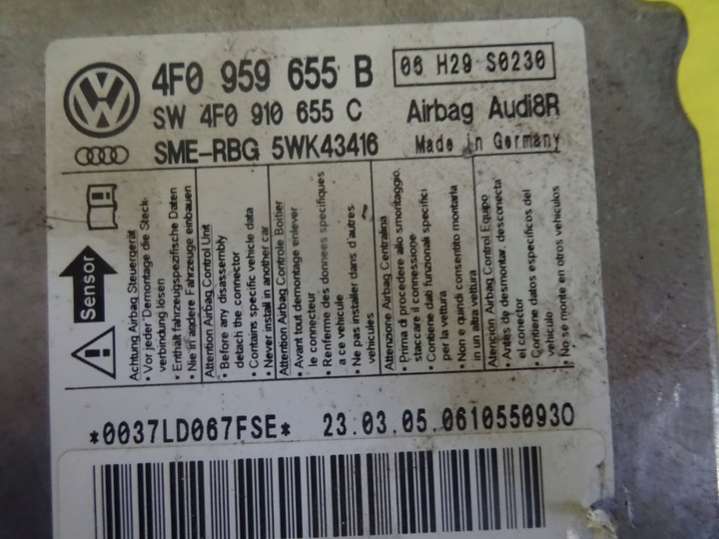 4F0 959 655 B
06 H29 S0230
SW 4F0 910 655 C
Airbag Audi8R
SME-RBG 5WK43416
Made in Germany
Sensor
Achtung Airbag Steuergerät
• Vor jeder Demontage die Steck-
verbindung lösen
• Enthält fahrzeugspezifische Daten
• Nie in andere Fahrzeuge einbauen
Attention Airbag Control Unit
• Before any disassembly
detach the connector
• Contains specific vehicle data
• Never install in another car
Attention Airbag Controle Boitier
• Avant tout demontage enlever
le connecteur
• Renferme des donnees specifiques
a ce vehicule
• Ne pas installer dans d'autres
vehicules
Attenzione Airbag Centralina
• Prima di procedere allo smontaggio,
staccare il connessione
• Contiene dati funzionali specifici
per la vettura
• Non e quindi consentito montarla
in un altra vettura
Atencion Airbag Control Equipo
• Antes de desmontar, desconecta
el conector
• Contiene datos especificos del
vehiculo
• No se monte en otros vehiculos
*0037LD067FSE* 23.03.05.0610550930